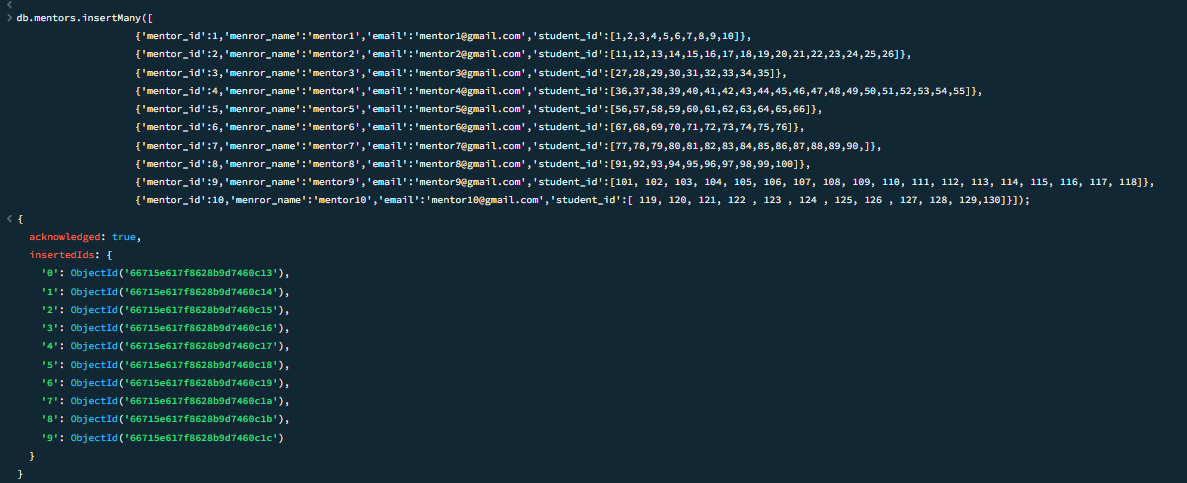 db.mentors.insertMany([
{'mentor_id':1,'menror_name':'mentor1','email':'mentor1@gmail.com','student_id':[1,2,3,4,5,6,7,8,9,10]},
{'mentor_id':2,'menror_name':'mentor2','email':'mentor2@gmail.com','student_id':[11,12,13,14,15,16,17,18,19,20,21,22,23,24,25,26]},
{'mentor_id':3,'menror_name':'mentor3','email':'mentor3@gmail.com','student_id':[27,28,29,30,31,32,33,34,35]},
{'mentor_id':4,'menror_name':'mentor4','email':'mentor4@gmail.com','student_id':[36,37,38,39,40,41,42,43,44,45,46,47,48,49,50,51,52,53,54,55]},
{'mentor_id':5,'menror_name':'mentor5','email':'mentor5@gmail.com','student_id':[56,57,58,59,60,61,62,63,64,65,66]},
{'mentor_id':6,'menror_name':'mentor6','email':'mentor6@gmail.com','student_id':[67,68,69,70,71,72,73,74,75,76]},
{'mentor_id':7,'menror_name':'mentor7','email':'mentor7@gmail.com','student_id':[77,78,79,80,81,82,83,84,85,86,87,88,89,90,]},
{'mentor_id':8,'menror_name':'mentor8','email':'mentor8@gmail.com','student_id':[91,92,93,94,95,96,97,98,99,100]},
{'mentor_id':9,'menror_name':'mentor9','email':'mentor9@gmail.com','student_id':[101, 102, 103, 104, 105, 106, 107, 108, 109, 110, 111, 112, 113, 114, 115, 116, 117, 118]},
{'mentor_id':10,'menror_name':'mentor10','email':'mentor10@gmail.com','student_id':[ 119, 120, 121, 122 , 123 , 124 , 125, 126 , 127, 128, 129,130]}]);
{
acknowledged: true,
insertedIds: {
'0': ObjectId('66715e617f8628b9d7460c13'),
'1': ObjectId('66715e617f8628b9d7460c14'),
'2': ObjectId('66715e617f8628b9d7460c15'),
'3': ObjectId('66715e617f8628b9d7460c16'),
'4': ObjectId('66715e617f8628b9d7460c17'),
'5': ObjectId('66715e617f8628b9d7460c18'),
'6': ObjectId('66715e617f8628b9d7460c19'),
'7': ObjectId('66715e617f8628b9d7460c1a'),
'8': ObjectId('66715e617f8628b9d7460c1b'),
'9': ObjectId('66715e617f8628b9d7460c1c')
}
}